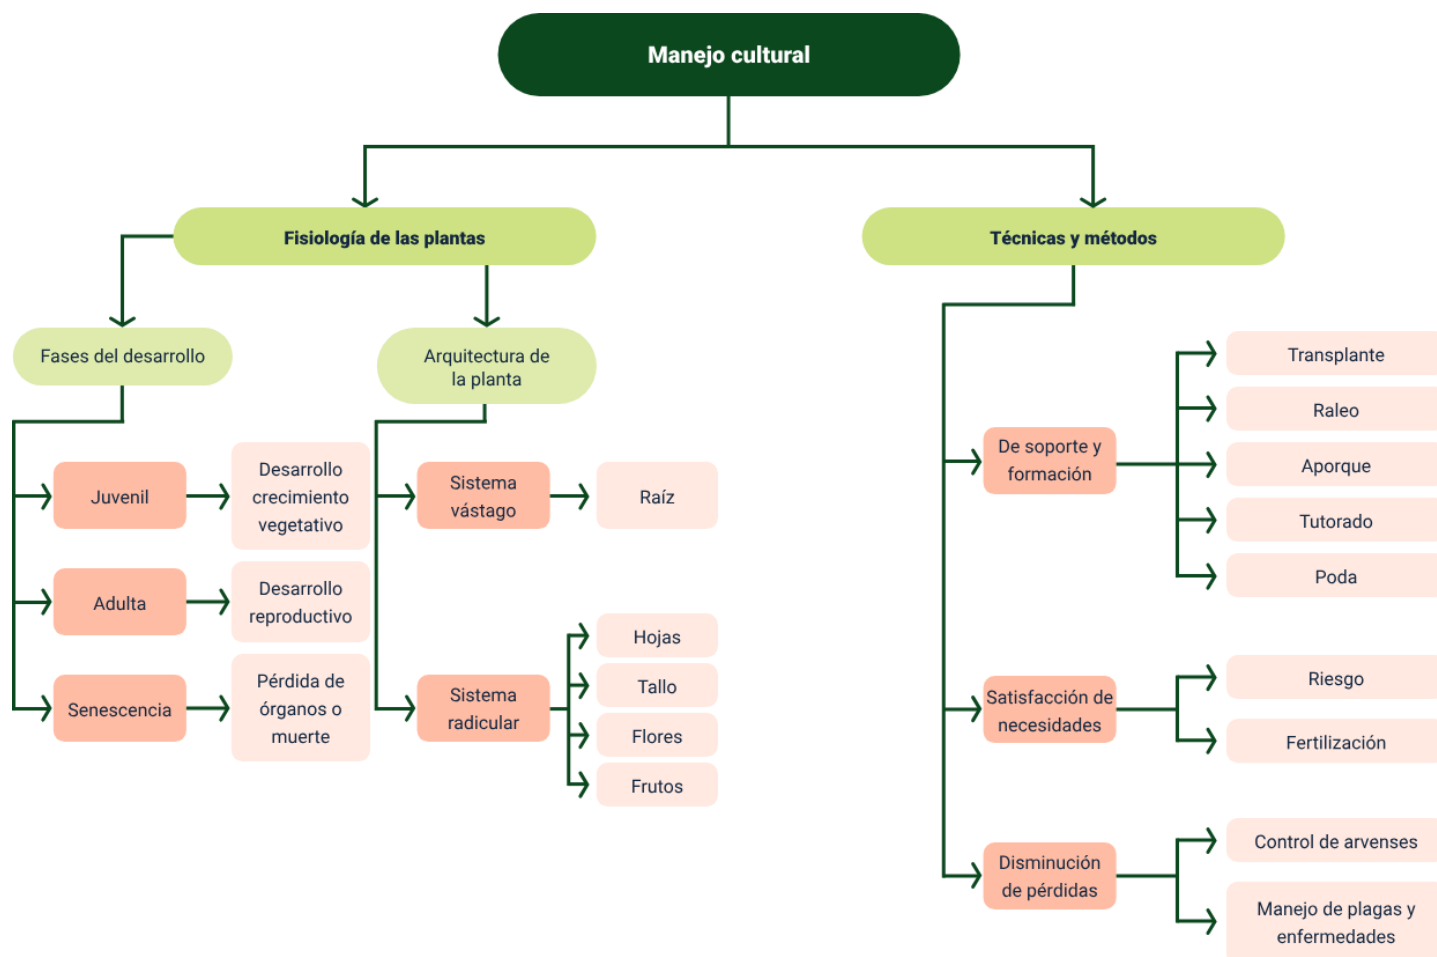 Manejo cultural
Fisiología de las plantas
Técnicas y métodos
Fases del desarrollo
Arquitectura de
la planta
Juvenil
Desarrollo
crecimiento
vegetativo
Adulta
Desarrollo
reproductivo
Senescencia
Pérdida de
órganos o
muerte
Sistema
vástago
Raíz
Sistema
radicular
Hojas
Tallo
Flores
Frutos
De soporte y
formación
Transplante
Raleo
Aporque
Tutorado
Poda
Satisfacción de
necesidades
Riesgo
Fertilización
Disminución
de pérdidas
Control de arvenses
Manejo de plagas y
enfermedades